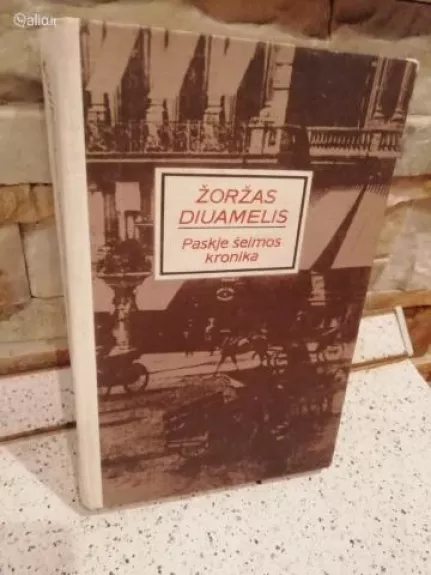 alio.lt
ŽORŽAS
DIUAMELIS
Paskje šeimos
kronika